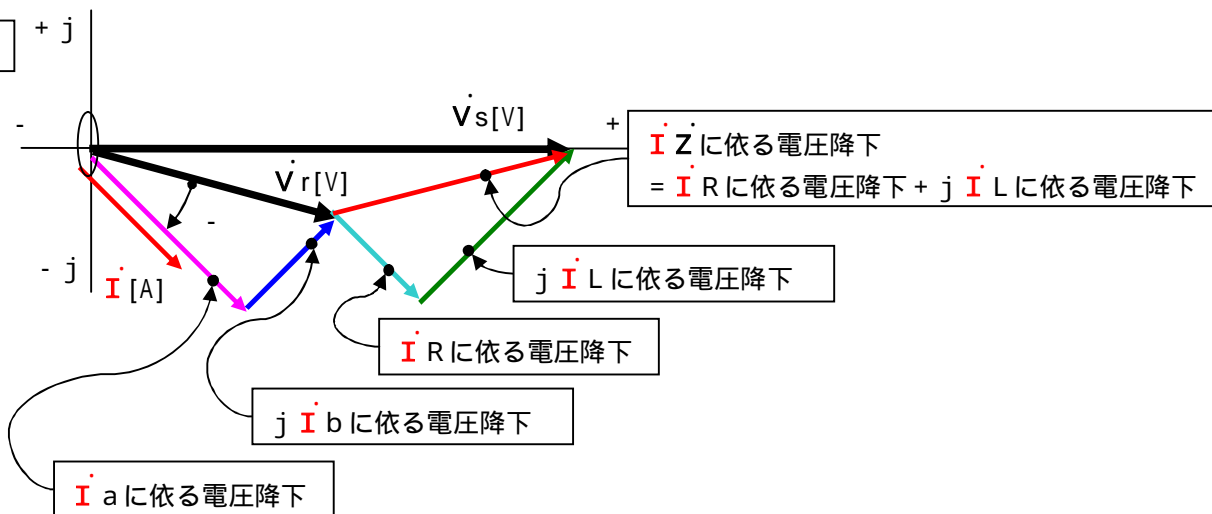 + j
V̇s[V]
-
+
İ Żに依る電圧降下
= İ Rに依る電圧降下 + j İ Lに依る電圧降下
V̇r[V]
-
- j
İ [A]
j İ Lに依る電圧降下
İ Rに依る電圧降下
j İ bに依る電圧降下
İ aに依る電圧降下